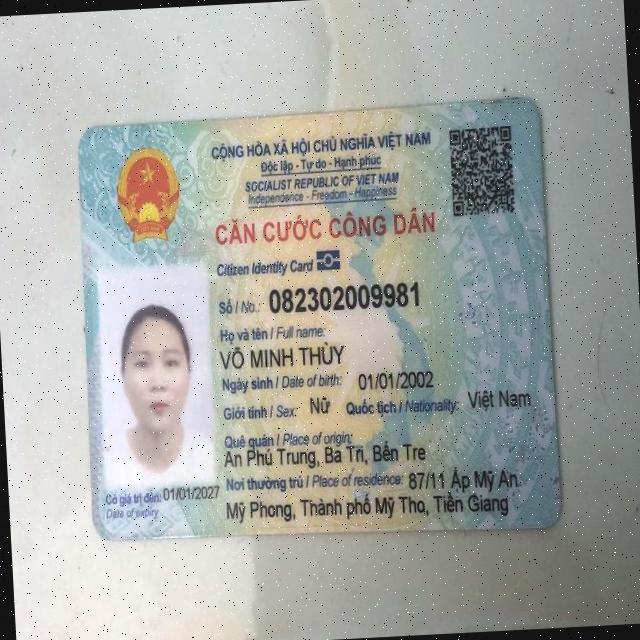 CỘNG HÒA XÃ HỘI CHỦ NGHĨA VIỆT NAM
Độc lập - Tự do - Hạnh phúc
SOCIALIST REPUBLIC OF VIET NAM
Independence - Freedom - Happiness
CĂN CƯỚC CÔNG DÂN
Citizen Identity Card
Số / No.: 082302009981
Họ và tên / Full name:
VÕ MINH THÙY
Ngày sinh / Date of birth: 01/01/2002
Giới tính / Sex: Nữ Quốc tịch / Nationality: Việt Nam
Quê quán / Place of origin:
An Phú Trung, Ba Tri, Bến Tre
Nơi thường trú / Place of residence: 87/11 Ấp Mỹ An
Mỹ Phong, Thành phố Mỹ Tho, Tiền Giang
Có giá trị đến: 01/01/2027
Date of expiry